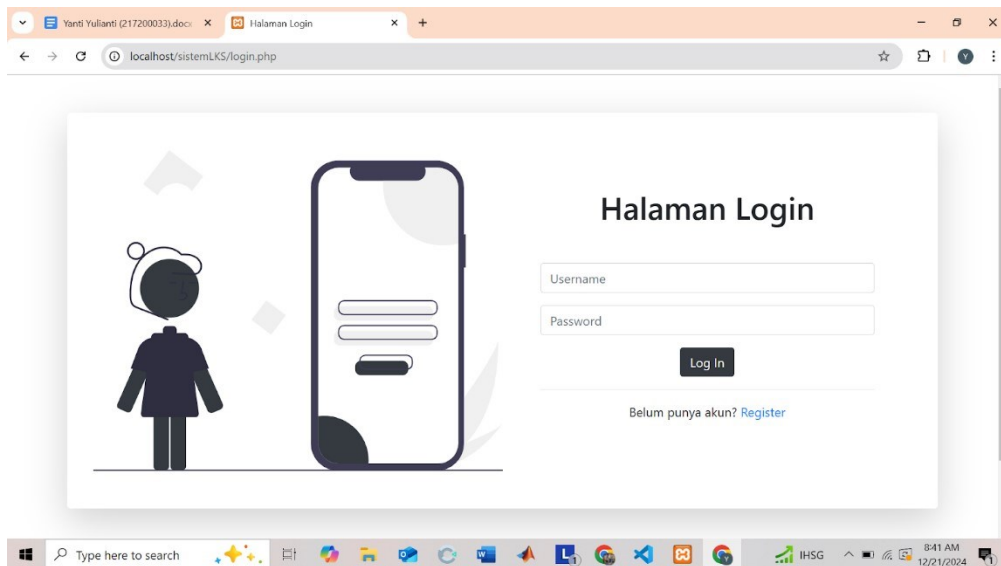 Yanti Yulianti (217200033).docx
Halaman Login
localhost/sistemLKS/login.php
Y
Halaman Login
Username
Password
Log In
Belum punya akun? Register
Type here to search
IHSG
8:41 AM
12/21/2024